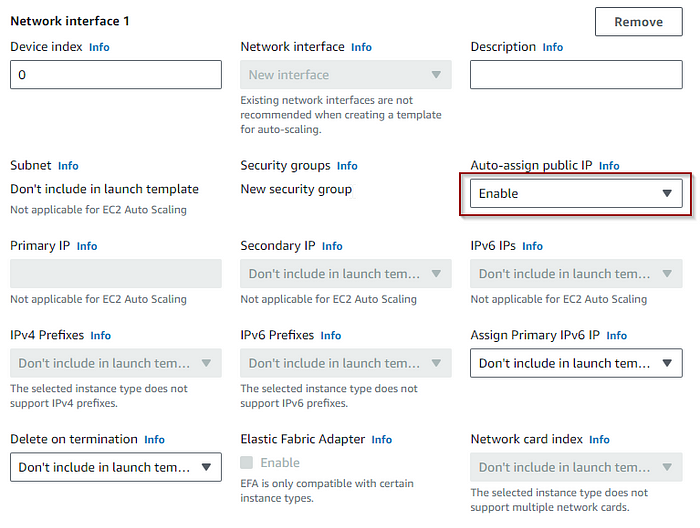 Network interface 1
Remove
Device index Info
Network interface Info
Description Info
0
New interface
Existing network interfaces are not
recommended when creating a template
for auto-scaling.
Subnet Info
Security groups Info
Auto-assign public IP Info
Don't include in launch template
New security group
Enable
Not applicable for EC2 Auto Scaling
Primary IP Info
Secondary IP Info
IPv6 IPs Info
Don't include in launch tem...
Don't include in launch tem...
Not applicable for EC2 Auto Scaling
Not applicable for EC2 Auto Scaling
Not applicable for EC2 Auto Scaling
IPv4 Prefixes Info
IPv6 Prefixes Info
Assign Primary IPv6 IP Info
Don't include in launch tem...
Don't include in launch tem...
Don't include in launch tem...
The selected instance type does not
support IPv4 prefixes.
The selected instance type does not
support IPv6 prefixes.
Delete on termination Info
Elastic Fabric Adapter Info
Network card index Info
Don't include in launch tem...
Enable
Don't include in launch tem...
EFA is only compatible with certain
instance types.
The selected instance type does not
support multiple network cards.